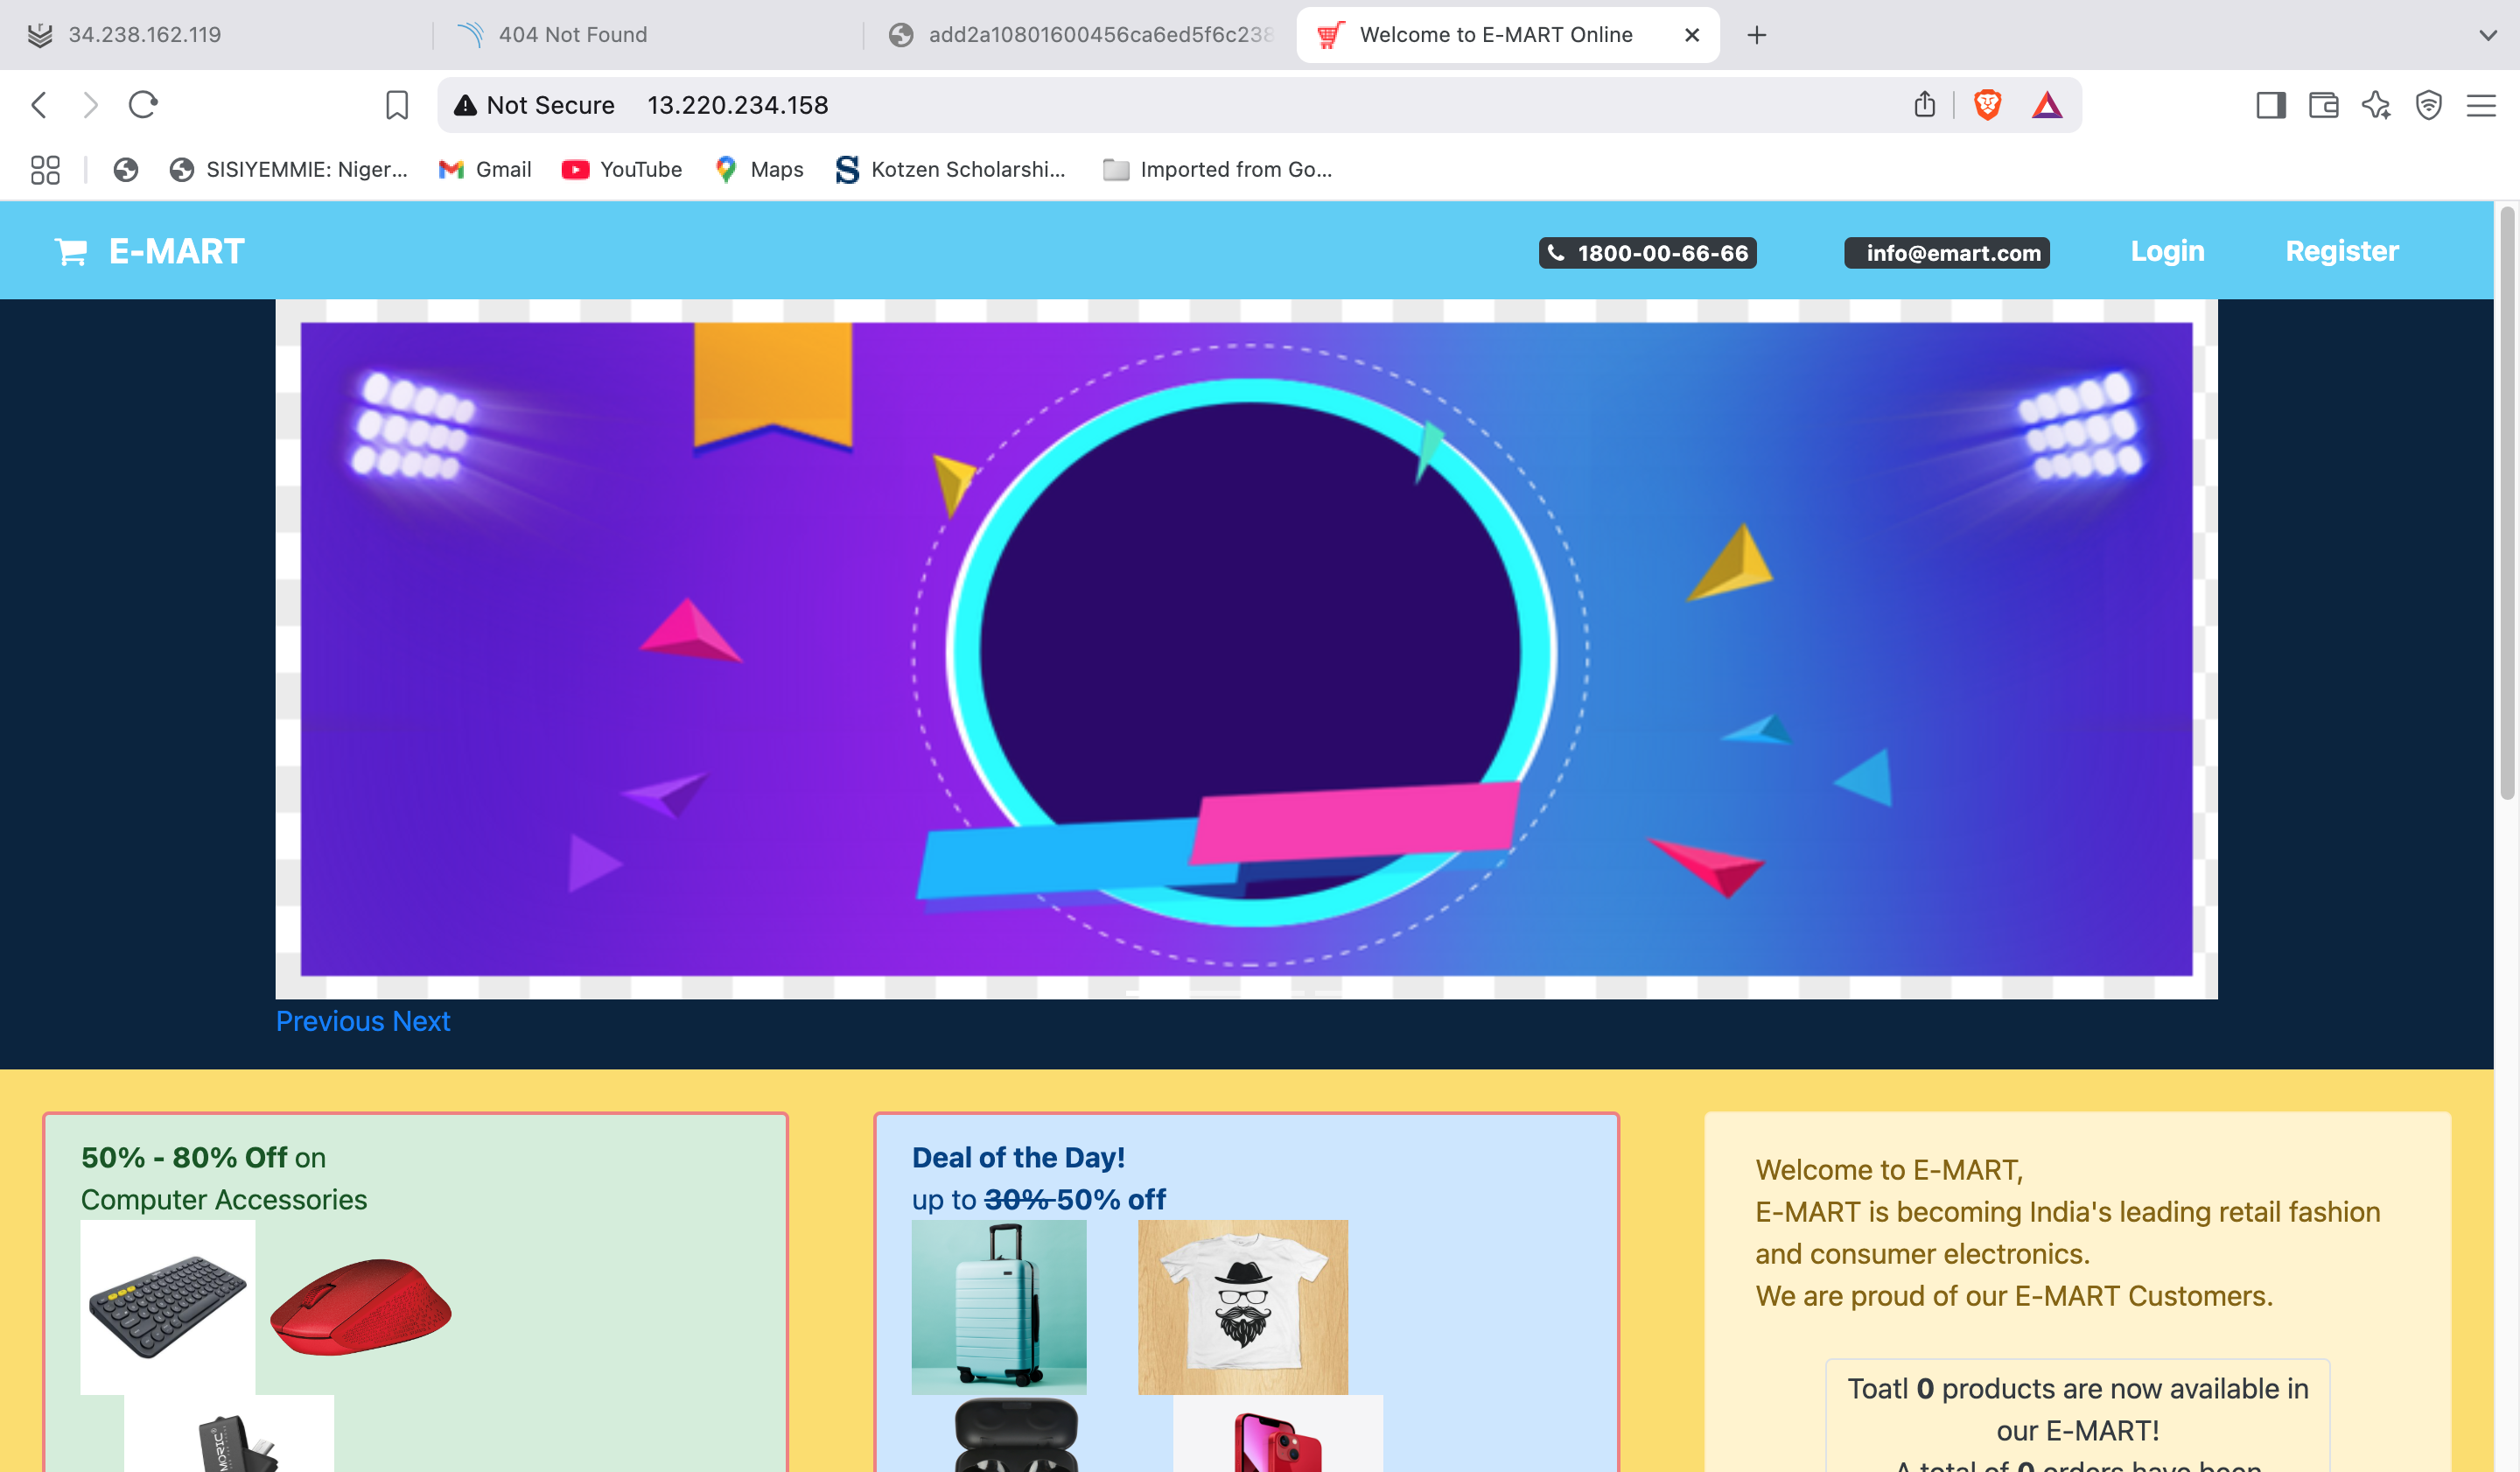 34.238.162.119
404 Not Found
add2a10801600456ca6ed5f6c238
Welcome to E-MART Online
Not Secure 13.220.234.158
SISIYEMMIE: Niger...
Gmail
YouTube
Maps
Kotzen Scholarshi...
Imported from Go...
E-MART
1800-00-66-66
info@emart.com
Login
Register
Previous Next
50% - 80% Off on
Computer Accessories
Deal of the Day!
up to 30% 50% off
Welcome to E-MART,
E-MART is becoming India's leading retail fashion
and consumer electronics.
We are proud of our E-MART Customers.
Toatl 0 products are now available in
our E-MART!
A total of 0 orders have been